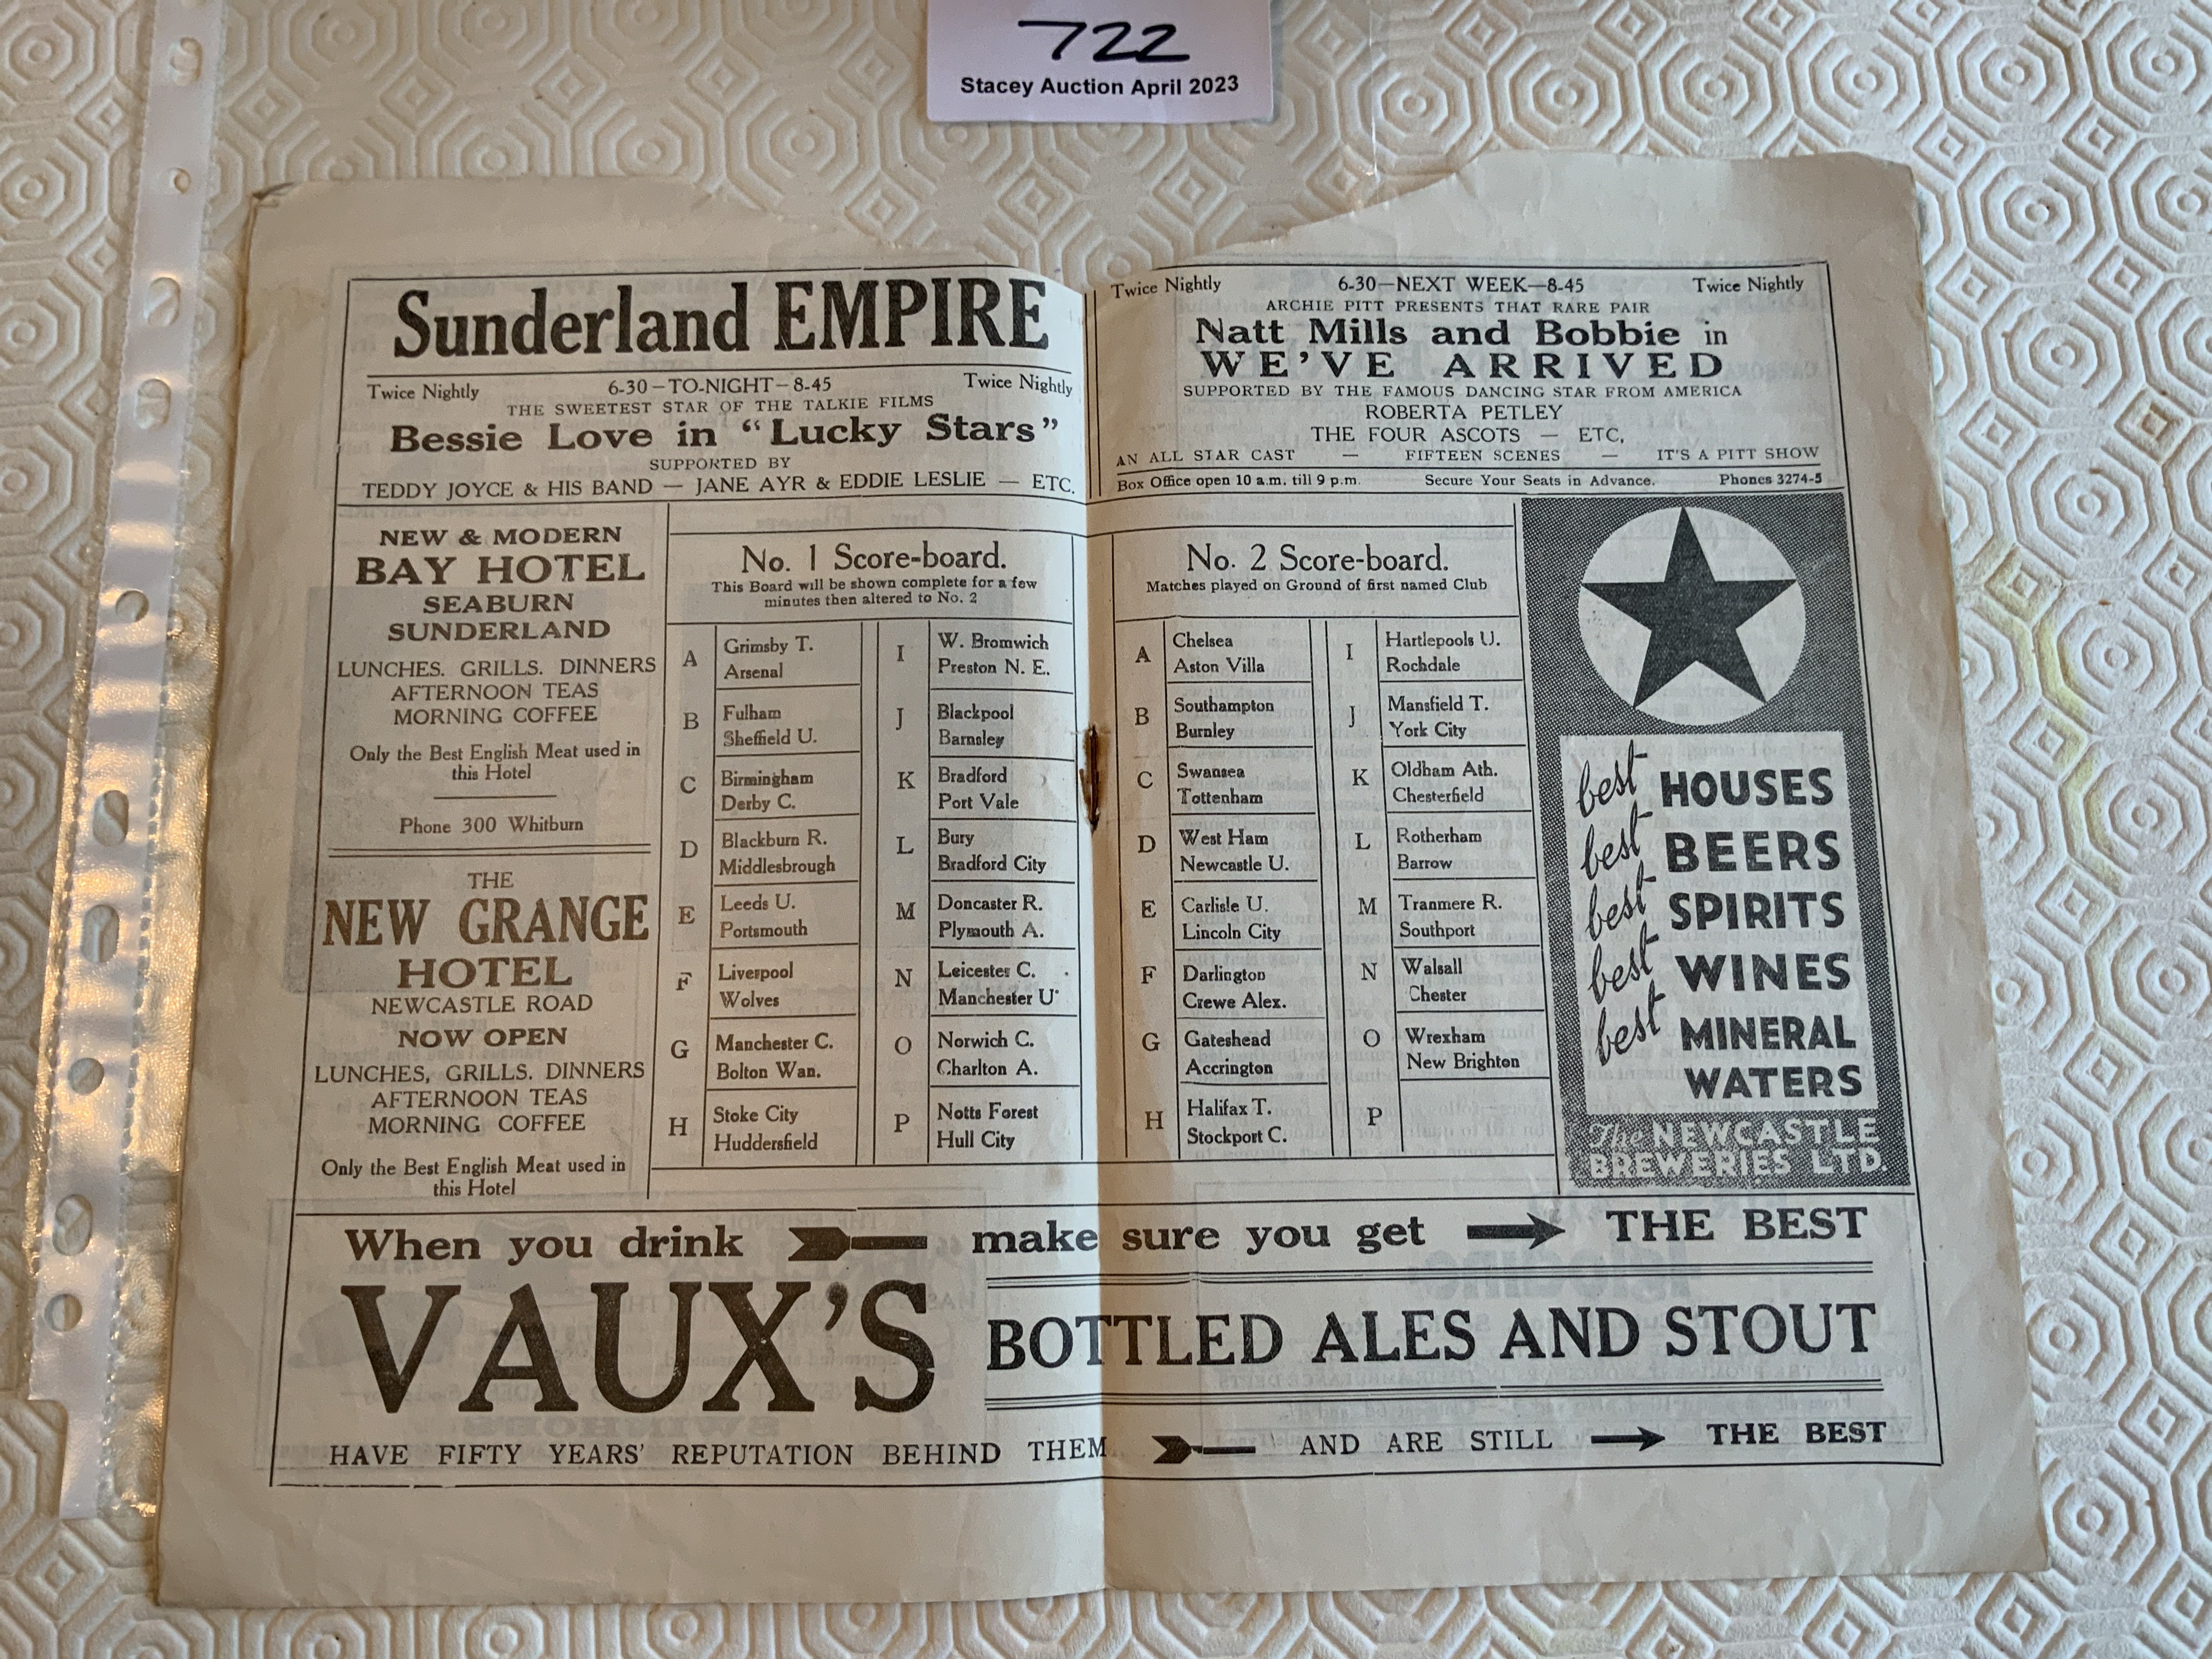 722
Stacey Auction April 2023
Sunderland EMPIRE
Twice Nightly 6-30—TO-NIGHT—8-45 Twice Nightly
THE SWEETEST STAR OF THE TALKIE FILMS
Bessie Love in "Lucky Stars"
SUPPORTED BY
TEDDY JOYCE & HIS BAND — JANE AYR & EDDIE LESLIE — ETC.
Twice Nightly 6-30—NEXT WEEK—8-45 Twice Nightly
ARCHIE PITT PRESENTS THAT RARE PAIR
Natt Mills and Bobbie in
WE'VE ARRIVED
SUPPORTED BY THE FAMOUS DANCING STAR FROM AMERICA
ROBERTA PETLEY
THE FOUR ASCOTS — ETC,
AN ALL STAR CAST — FIFTEEN SCENES — IT'S A PITT SHOW
Box Office open 10 a.m. till 9 p.m. Secure Your Seats in Advance. Phones 3274-5
NEW & MODERN
BAY HOTEL
SEABURN
SUNDERLAND
LUNCHES. GRILLS. DINNERS
AFTERNOON TEAS
MORNING COFFEE
Only the Best English Meat used in
this Hotel
Phone 300 Whitburn
THE
NEW GRANGE
HOTEL
NEWCASTLE ROAD
NOW OPEN
LUNCHES, GRILLS. DINNERS
AFTERNOON TEAS
MORNING COFFEE
Only the Best English Meat used in
this Hotel
No. 1 Score-board.
This Board will be shown complete for a few
minutes then altered to No. 2
A
Grimsby T.
Arsenal
B
Fulham
Sheffield U.
C
Birmingham
Derby C.
D
Blackburn R.
Middlesbrough
E
Leeds U.
Portsmouth
F
Liverpool
Wolves
G
Manchester C.
Bolton Wan.
H
Stoke City
Huddersfield
I
W. Bromwich
Preston N. E.
J
Blackpool
Barnsley
K
Bradford
Port Vale
L
Bury
Bradford City
M
Doncaster R.
Plymouth A.
N
Leicester C.
Manchester U.
O
Norwich C.
Charlton A.
P
Notts Forest
Hull City
No. 2 Score-board.
Matches played on Ground of first named Club
A
Chelsea
Aston Villa
B
Southampton
Burnley
C
Swansea
Tottenham
D
West Ham
Newcastle U.
E
Carlisle U.
Lincoln City
F
Darlington
Crewe Alex.
G
Gateshead
Accrington
H
Halifax T.
Stockport C.
I
Hartlepools U.
Rochdale
J
Mansfield T.
York City
K
Oldham Ath.
Chesterfield
L
Rotherham
Barrow
M
Tranmere R.
Southport
N
Walsall
Chester
O
Wrexham
New Brighton
P
best HOUSES
best BEERS
best SPIRITS
best WINES
best MINERAL
WATERS
The NEWCASTLE
BREWERIES LTD.
When you drink make sure you get THE BEST
VAUX'S BOTTLED ALES AND STOUT
HAVE FIFTY YEARS' REPUTATION BEHIND THEM AND ARE STILL THE BEST